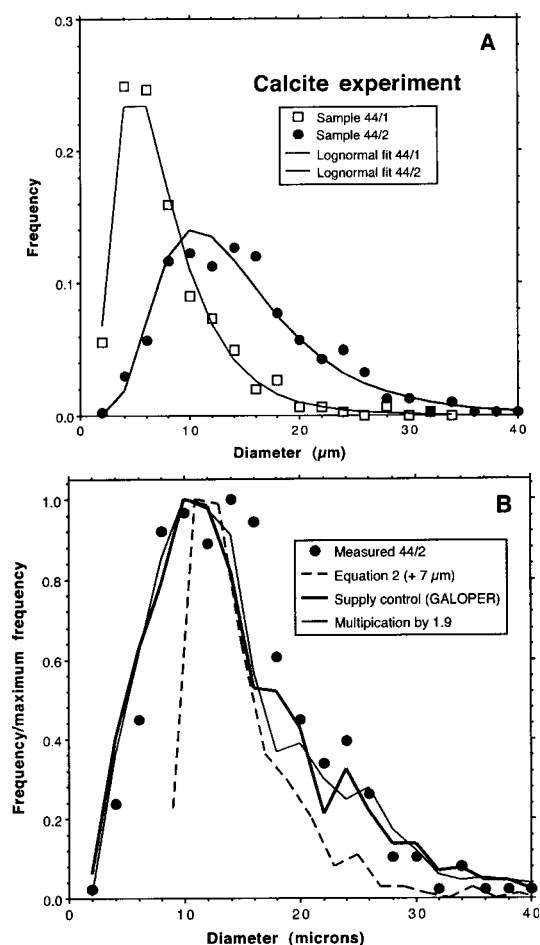 A
Calcite experiment
Sample 44/1
Sample 44/2
Lognormal fit 44/1
Lognormal fit 44/2
Frequency
0.3
0.2
0.1
0.0
0
10
20
30
40
Diameter (µm)
B
Measured 44/2
Equation 2 (+ 7 µm)
Supply control (GALOPER)
Multipication by 1.9
Frequency/maximum frequency
1.0
0.8
0.6
0.4
0.2
0.0
0
10
20
30
40
Diameter (microns)